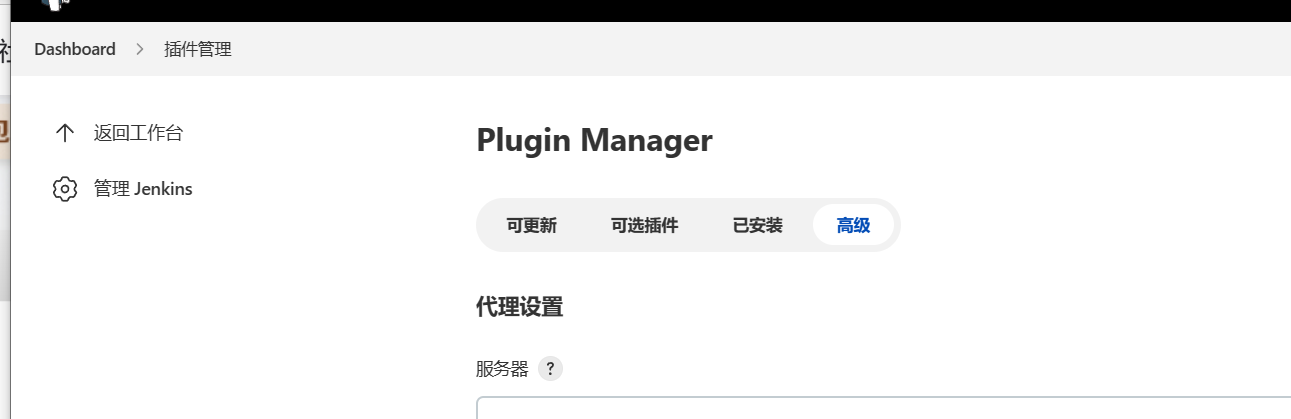 Dashboard 插件管理
返回工作台
管理 Jenkins
Plugin Manager
可更新 可选插件 已安装 高级
代理设置
服务器 ?